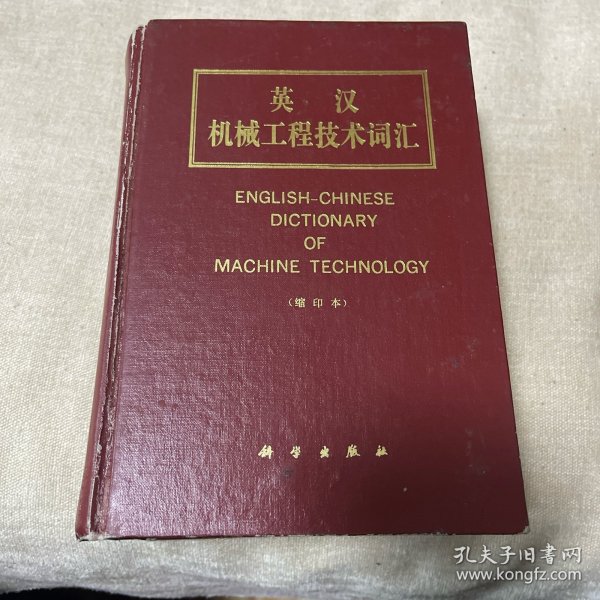 英 汉
机械工程技术词汇
ENGLISH-CHINESE
DICTIONARY
OF
MACHINE TECHNOLOGY
(缩印本)
科学出版社
孔夫子旧书网
www.kongfz.com